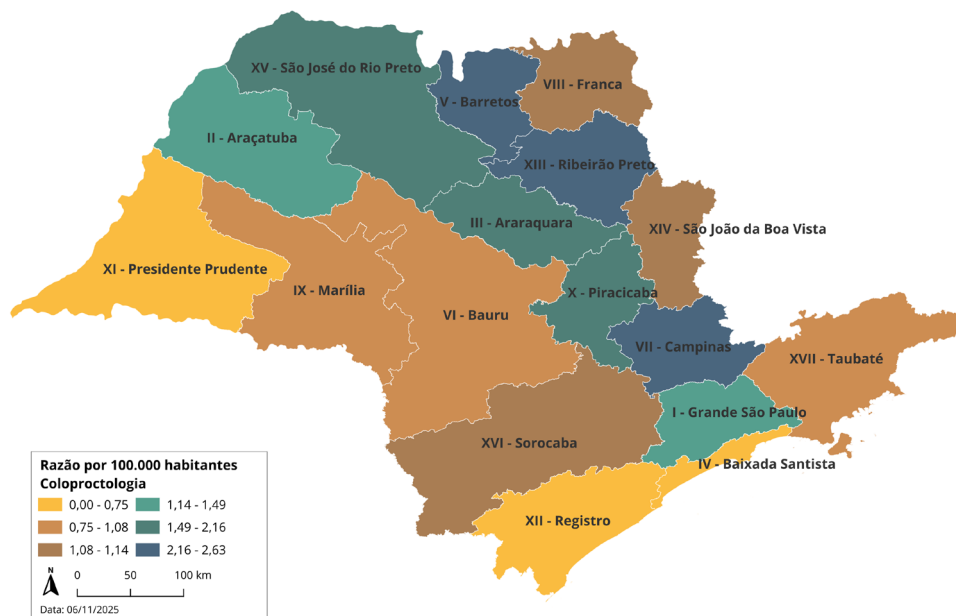 XV - São José do Rio Preto
VIII - Franca
V - Barretos
II - Araçatuba
XIII - Ribeirão Preto
III - Araraquara
XIV - São João da Boa Vista
XI - Presidente Prudente
IX - Marília
X - Piracicaba
VI - Bauru
VII - Campinas
XVII - Taubaté
I - Grande São Paulo
XVI - Sorocaba
IV - Baixada Santista
XII - Registro
Razão por 100.000 habitantes
Coloproctologia
0,00 - 0,75
1,14 - 1,49
0,75 - 1,08
1,49 - 2,16
1,08 - 1,14
2,16 - 2,63
N
0 50 100 km
Data: 06/11/2025